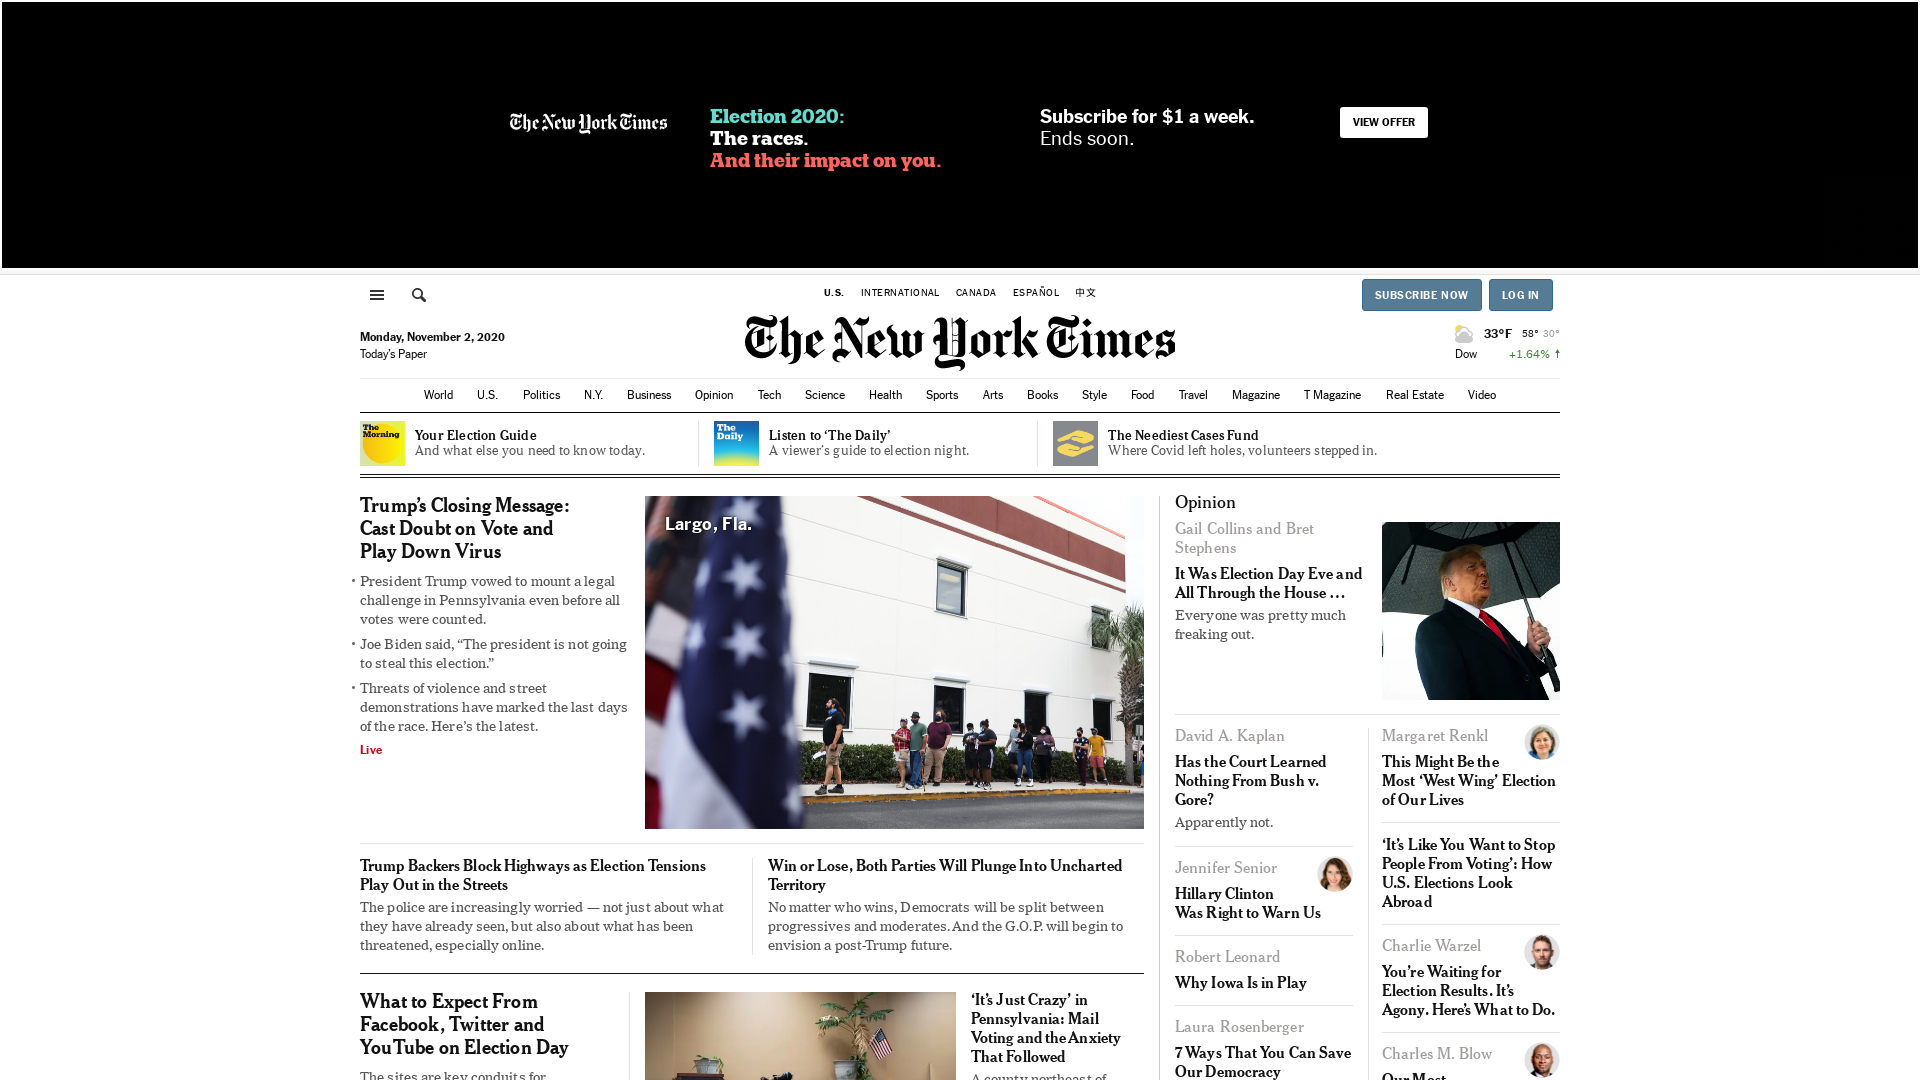 The New York Times
Election 2020:
The races.
And their impact on you.
Subscribe for $1 a week.
Ends soon.
VIEW OFFER
U.S. INTERNATIONAL CANADA ESPAÑOL 中文
SUBSCRIBE NOW
LOG IN
Monday, November 2, 2020
Today's Paper
The New York Times
33°F 58° 30°
Dow +1.64% ↑
World U.S. Politics N.Y. Business Opinion Tech Science Health Sports Arts Books Style Food Travel Magazine T Magazine Real Estate Video
The
Morning
Your Election Guide
And what else you need to know today.
The
Daily
Listen to ‘The Daily’
A viewer's guide to election night.
The Neediest Cases Fund
Where Covid left holes, volunteers stepped in.
Trump’s Closing Message:
Cast Doubt on Vote and
Play Down Virus
• President Trump vowed to mount a legal
challenge in Pennsylvania even before all
votes were counted.
• Joe Biden said, “The president is not going
to steal this election.”
• Threats of violence and street
demonstrations have marked the last days
of the race. Here’s the latest.
Live
Largo, Fla.
Trump Backers Block Highways as Election Tensions
Play Out in the Streets
The police are increasingly worried — not just about what
they have already seen, but also about what has been
threatened, especially online.
Win or Lose, Both Parties Will Plunge Into Uncharted
Territory
No matter who wins, Democrats will be split between
progressives and moderates. And the G.O.P. will begin to
envision a post-Trump future.
What to Expect From
Facebook, Twitter and
YouTube on Election Day
The sites are key conduits for
‘It’s Just Crazy’ in
Pennsylvania: Mail
Voting and the Anxiety
That Followed
A county northeast of
Opinion
Gail Collins and Bret
Stephens
It Was Election Day Eve and
All Through the House …
Everyone was pretty much
freaking out.
David A. Kaplan
Has the Court Learned
Nothing From Bush v.
Gore?
Apparently not.
Jennifer Senior
Hillary Clinton
Was Right to Warn Us
Robert Leonard
Why Iowa Is in Play
Laura Rosenberger
7 Ways That You Can Save
Our Democracy
Margaret Renkl
This Might Be the
Most ‘West Wing’ Election
of Our Lives
‘It’s Like You Want to Stop
People From Voting’: How
U.S. Elections Look
Abroad
Charlie Warzel
You’re Waiting for
Election Results. It’s
Agony. Here’s What to Do.
Charles M. Blow
Our Most